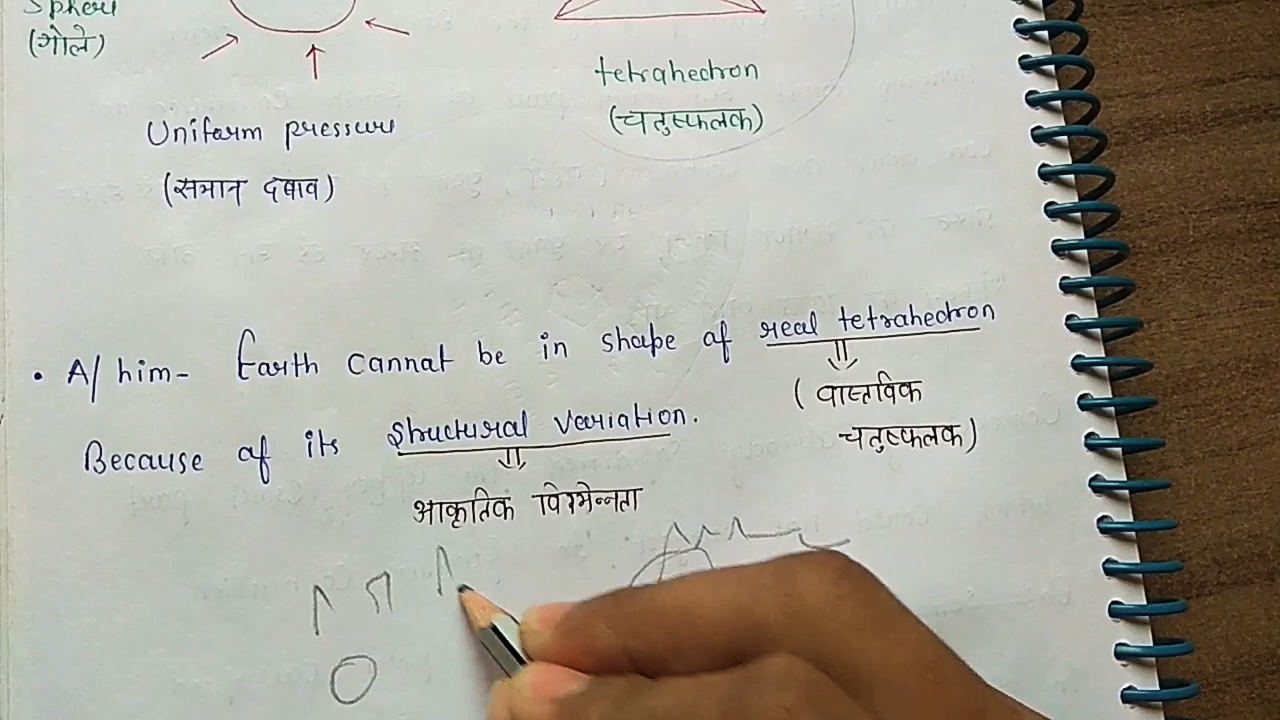 Sphere
(गोले)
tetrahedron
(चतुष्फलक)
Uniform pressure
(समान दबाव)
• A/ him- Earth cannot be in shape of real tetrahedron
(वास्तविक
चतुष्फलक)
Because of its structural variation.
आकृतिक विभिन्नता